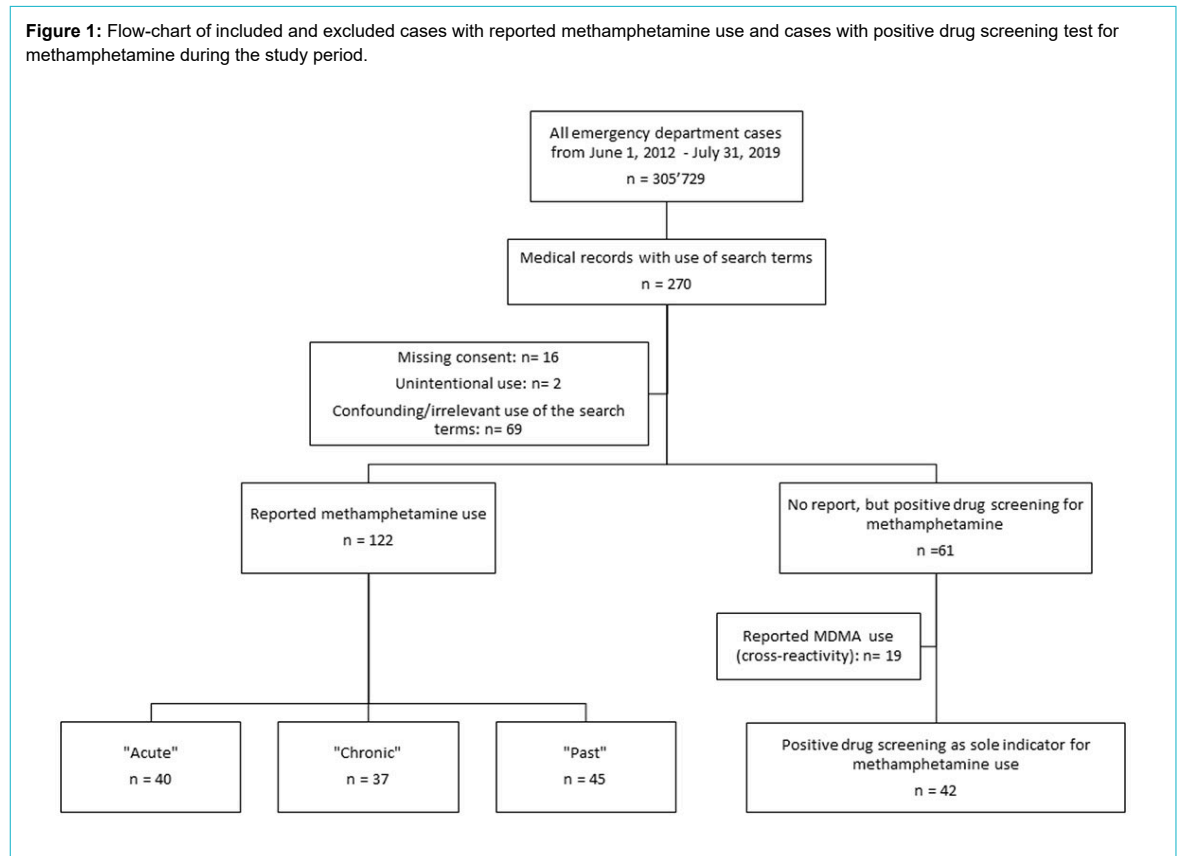 Figure 1: Flow-chart of included and excluded cases with reported methamphetamine use and cases with positive drug screening test for
methamphetamine during the study period.
All emergency department cases
from June 1, 2012 - July 31, 2019
n = 305'729
Medical records with use of search terms
n = 270
Missing consent: n= 16
Unintentional use: n= 2
Confounding/irrelevant use of the search
terms: n= 69
Reported methamphetamine use
n = 122
No report, but positive drug screening for
methamphetamine
n =61
Reported MDMA use
(cross-reactivity): n= 19
"Acute"
n = 40
"Chronic"
n = 37
"Past"
n = 45
Positive drug screening as sole indicator for
methamphetamine use
n = 42